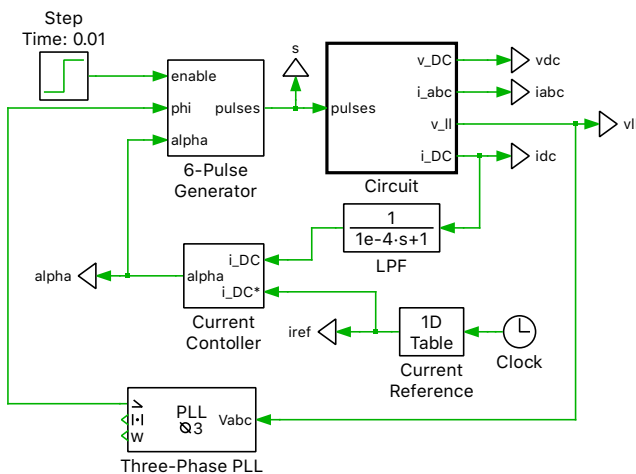 Step
Time: 0.01
enable
phi
alpha
pulses
6-Pulse
Generator
s
pulses
v_DC
i_abc
v_ll
i_DC
Circuit
vdc
iabc
vl
idc
1
1e-4·s+1
LPF
alpha
alpha
i_DC
i_DC*
Current
Contoller
iref
1D
Table
Current
Reference
Clock
|·|
w
PLL
3
Vabc
Three-Phase PLL